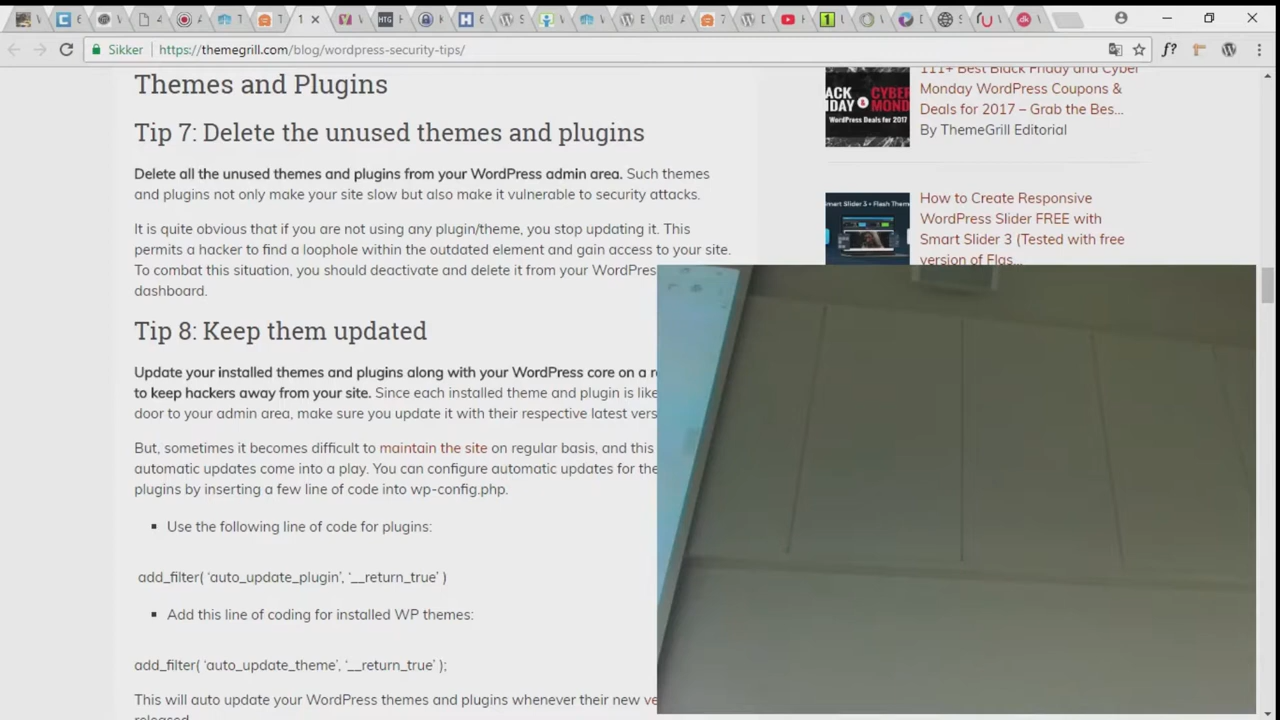 Sikker
https://themegrill.com/blog/wordpress-security-tips/
Themes and Plugins
Tip 7: Delete the unused themes and plugins
Delete all the unused themes and plugins from your WordPress admin area. Such themes
and plugins not only make your site slow but also make it vulnerable to security attacks.
It is quite obvious that if you are not using any plugin/theme, you stop updating it. This
permits a hacker to find a loophole within the outdated element and gain access to your site.
To combat this situation, you should deactivate and delete it from your WordPress
dashboard.
Tip 8: Keep them updated
Update your installed themes and plugins along with your WordPress core on a
to keep hackers away from your site. Since each installed theme and plugin is like
door to your admin area, make sure you update it with their respective latest
But, sometimes it becomes difficult to maintain the site on regular basis, and this
automatic updates come into a play. You can configure automatic updates for the
plugins by inserting a few line of code into wp-config.php.
▪ Use the following line of code for plugins:
add_filter( ‘auto_update_plugin’, ‘__return_true’ )
▪ Add this line of coding for installed WP themes:
add_filter( ‘auto_update_theme’, ‘__return_true’ );
This will auto update your WordPress themes and plugins whenever their new
released.
111+ Best Black Friday and Cyber
Monday WordPress Coupons &
Deals for 2017 – Grab the Bes...
By ThemeGrill Editorial
How to Create Responsive
WordPress Slider FREE with
Smart Slider 3 (Tested with free
version of Flas...